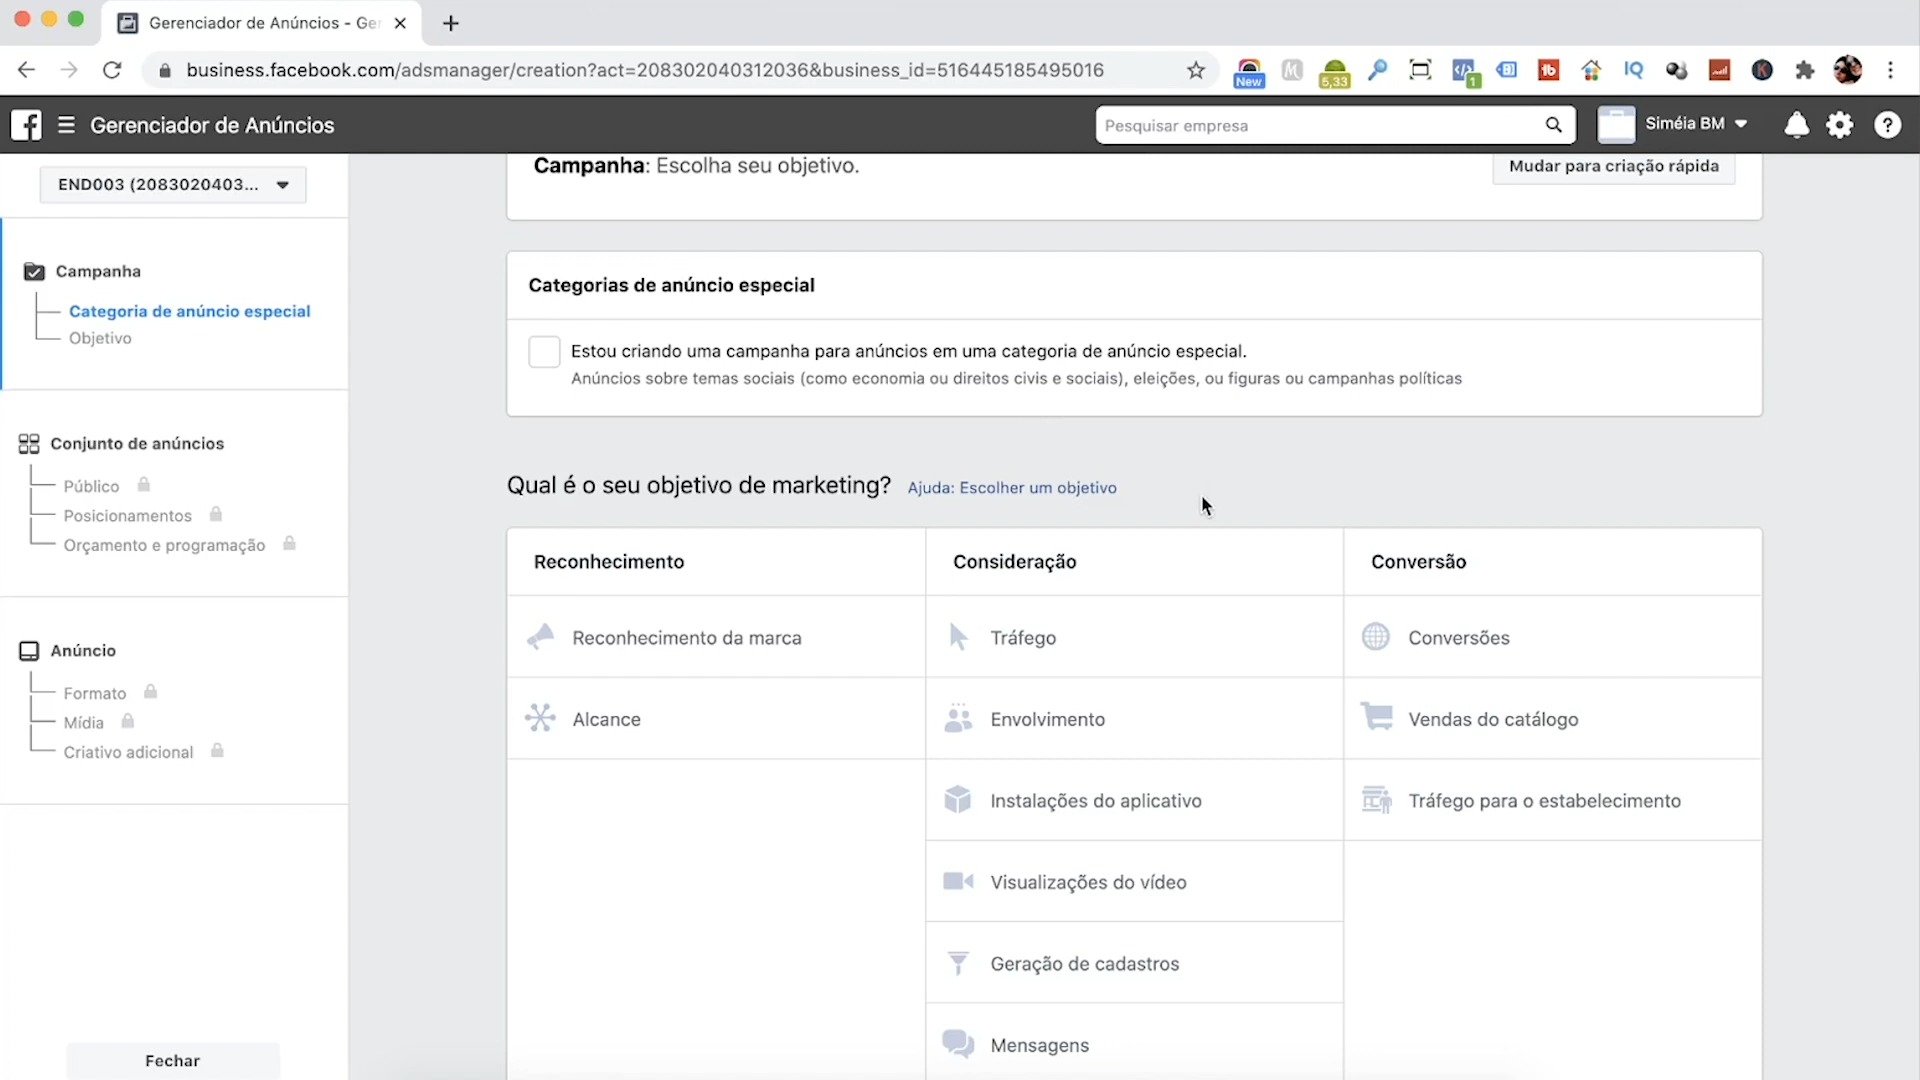 Gerenciador de Anúncios - Ger
business.facebook.com/adsmanager/creation?act=208302040312036&business_id=516445185495016
New
5,33
1
IQ
Gerenciador de Anúncios
Pesquisar empresa
Siméia BM
END003 (2083020403...
Campanha
Categoria de anúncio especial
Objetivo
Conjunto de anúncios
Público
Posicionamentos
Orçamento e programação
Anúncio
Formato
Mídia
Criativo adicional
Fechar
Campanha: Escolha seu objetivo.
Mudar para criação rápida
Categorias de anúncio especial
Estou criando uma campanha para anúncios em uma categoria de anúncio especial.
Anúncios sobre temas sociais (como economia ou direitos civis e sociais), eleições, ou figuras ou campanhas políticas
Qual é o seu objetivo de marketing? Ajuda: Escolher um objetivo
Reconhecimento
Reconhecimento da marca
Alcance
Consideração
Tráfego
Envolvimento
Instalações do aplicativo
Visualizações do vídeo
Geração de cadastros
Mensagens
Conversão
Conversões
Vendas do catálogo
Tráfego para o estabelecimento